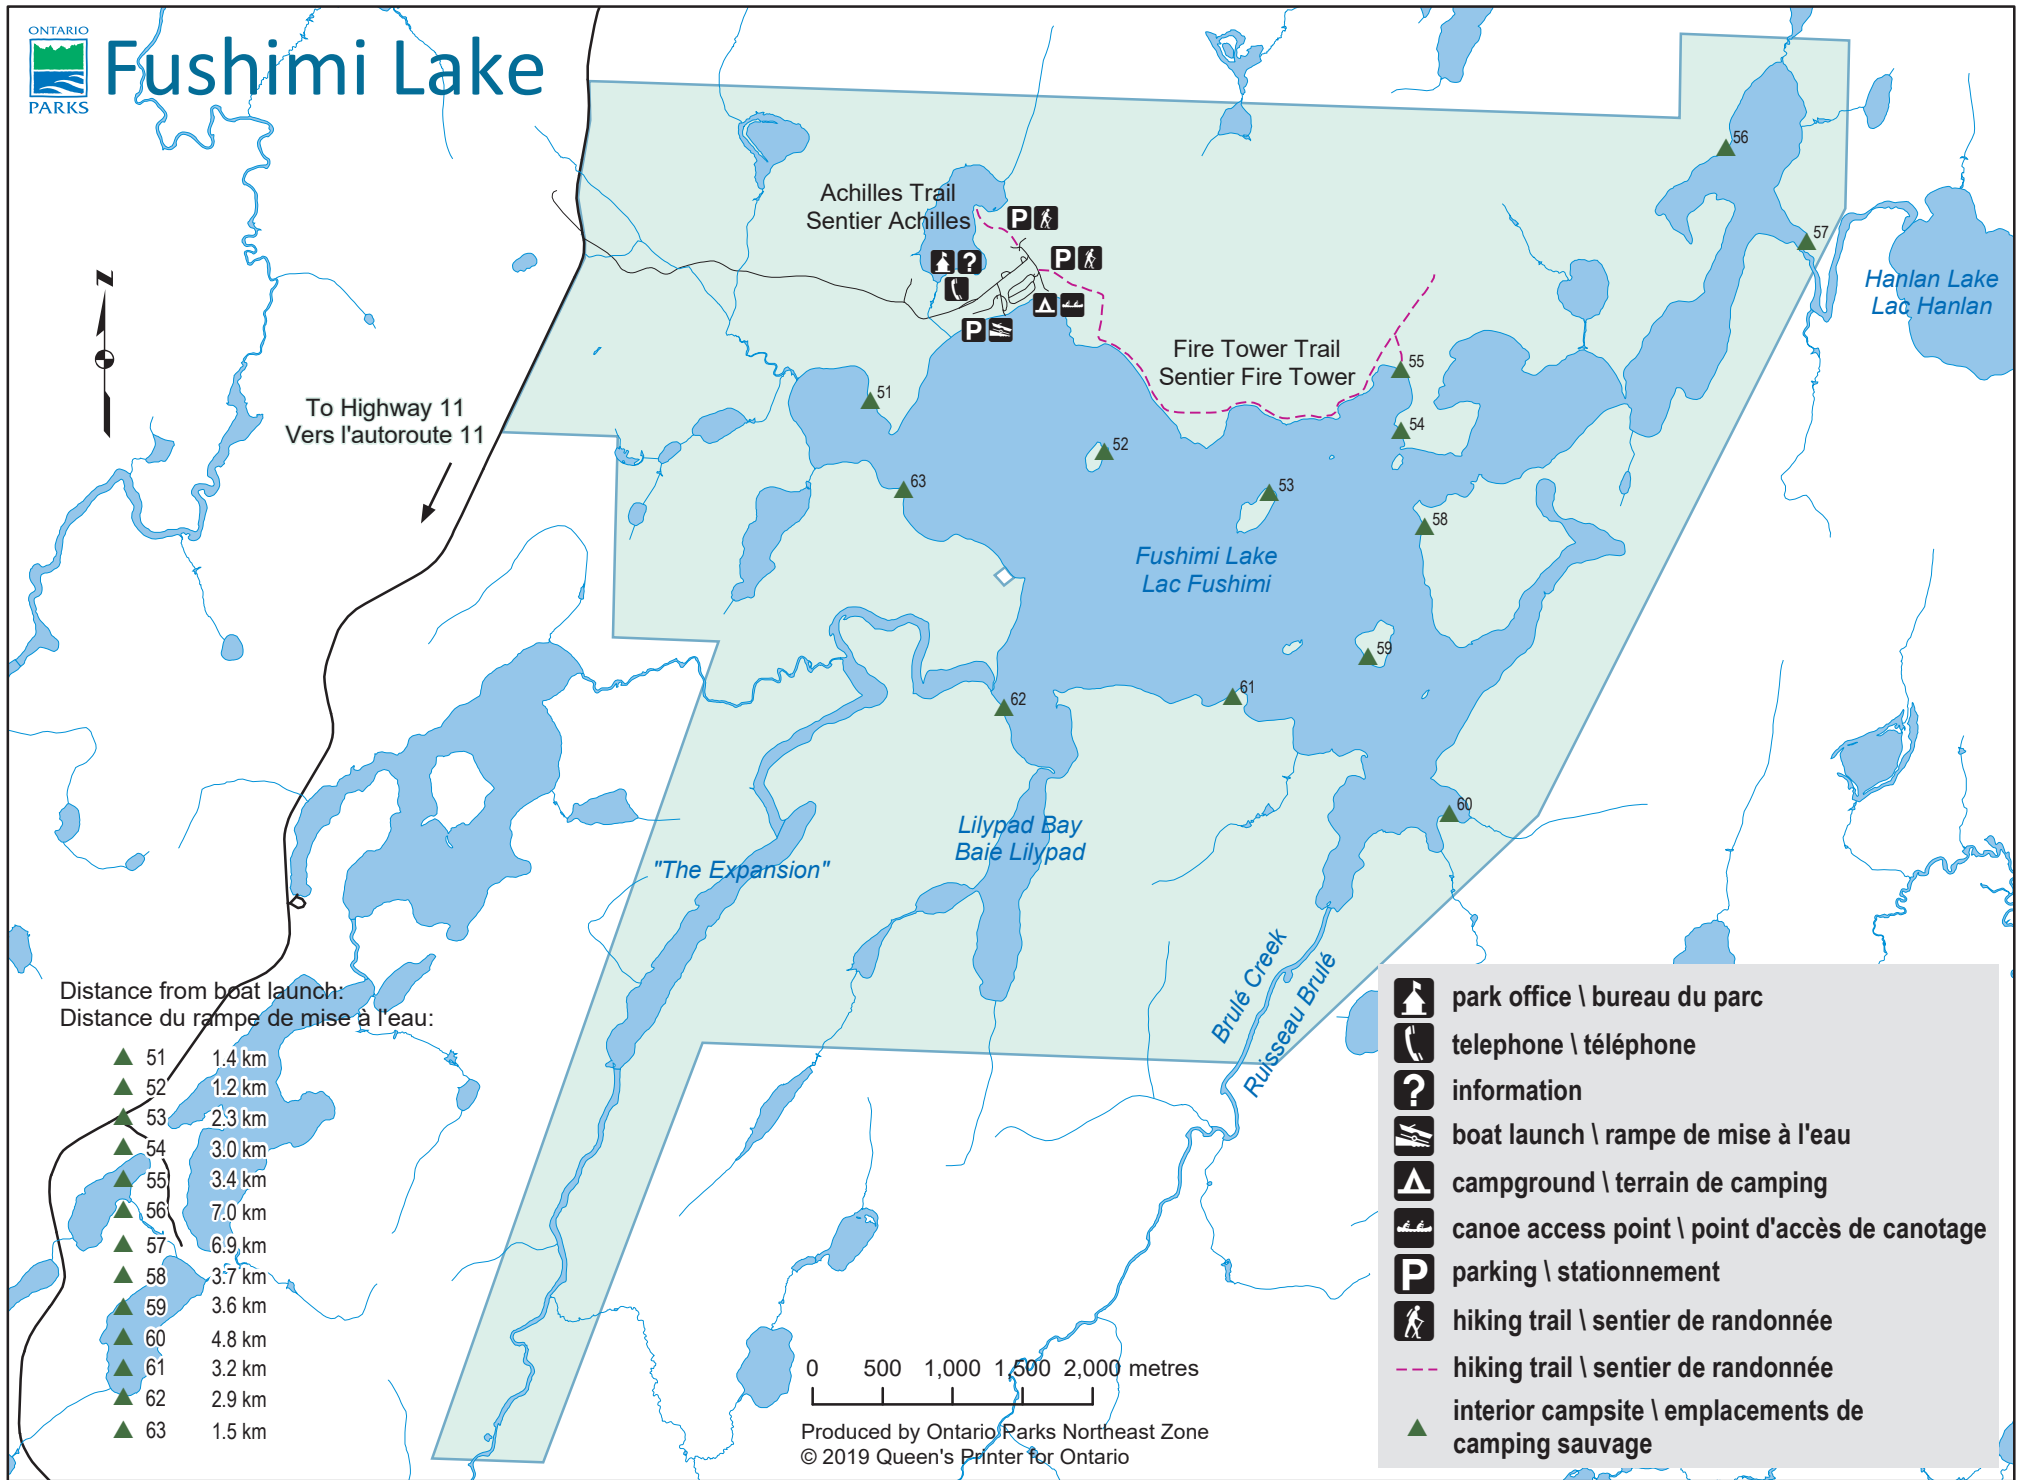 ONTARIO
PARKS
Fushimi Lake
Achilles Trail
Sentier Achilles
P
P
?
P
Fire Tower Trail
Sentier Fire Tower
Hanlan Lake
Lac Hanlan
To Highway 11
Vers l'autoroute 11
N
51
52
53
54
55
56
57
58
59
60
61
62
63
Fushimi Lake
Lac Fushimi
Lilypad Bay
Baie Lilypad
"The Expansion"
Brulé Creek
Ruisseau Brulé
Distance from boat launch:
Distance du rampe de mise à l'eau:
51 1.4 km
52 1.2 km
53 2.3 km
54 3.0 km
55 3.4 km
56 7.0 km
57 6.9 km
58 3.7 km
59 3.6 km
60 4.8 km
61 3.2 km
62 2.9 km
63 1.5 km
0 500 1,000 1,500 2,000 metres
Produced by Ontario Parks Northeast Zone
© 2019 Queen's Printer for Ontario
park office \ bureau du parc
telephone \ téléphone
? information
boat launch \ rampe de mise à l'eau
campground \ terrain de camping
canoe access point \ point d'accès de canotage
P parking \ stationnement
hiking trail \ sentier de randonnée
hiking trail \ sentier de randonnée
interior campsite \ emplacements de
camping sauvage